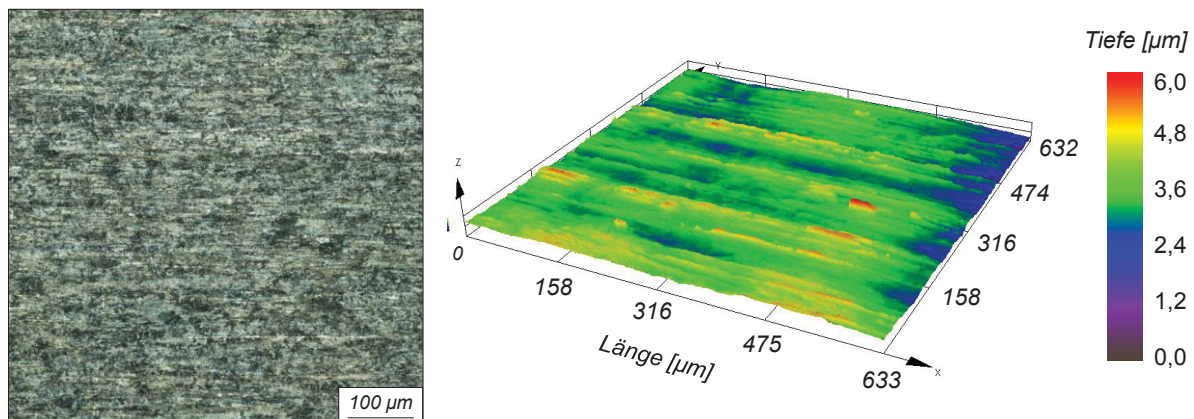 100 µm
Y
Z
0
158
316
475
633
X
Länge [µm]
158
316
474
632
Tiefe [µm]
6,0
4,8
3,6
2,4
1,2
0,0